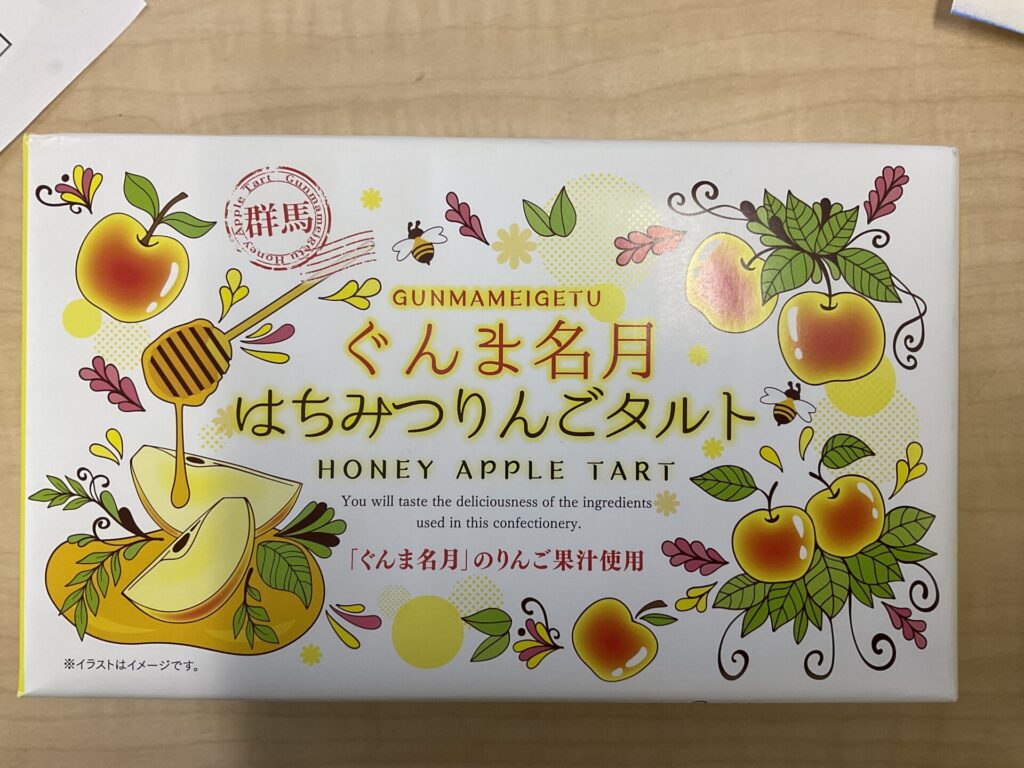 Gunmameigetu Honey Apple Tart
群馬
GUNMAMEIGETU
ぐんま名月
はちみつりんごタルト
HONEY APPLE TART
You will taste the deliciousness of the ingredients
used in this confectionery.
「ぐんま名月」のりんご果汁使用
※イラストはイメージです。